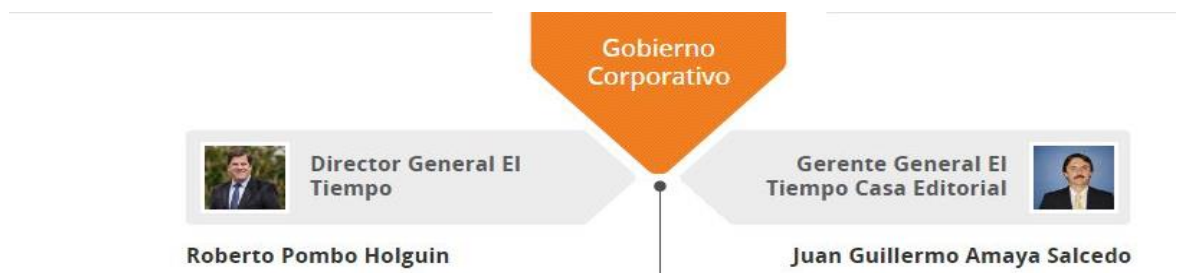 Gobierno
Corporativo
Director General El
Tiempo
Gerente General El
Tiempo Casa Editorial
Roberto Pombo Holguin
Juan Guillermo Amaya Salcedo